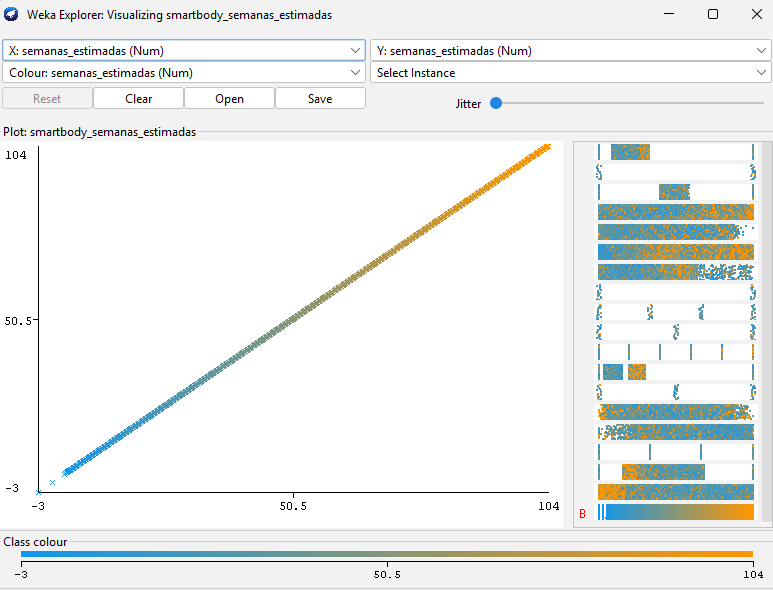 Weka Explorer: Visualizing smartbody_semanas_estimadas
X: semanas_estimadas (Num)
Y: semanas_estimadas (Num)
Colour: semanas_estimadas (Num)
Select Instance
Reset
Clear
Open
Save
Jitter
Plot: smartbody_semanas_estimadas
104
50.5
-3
-3
50.5
104
B
Class colour
-3
50.5
104